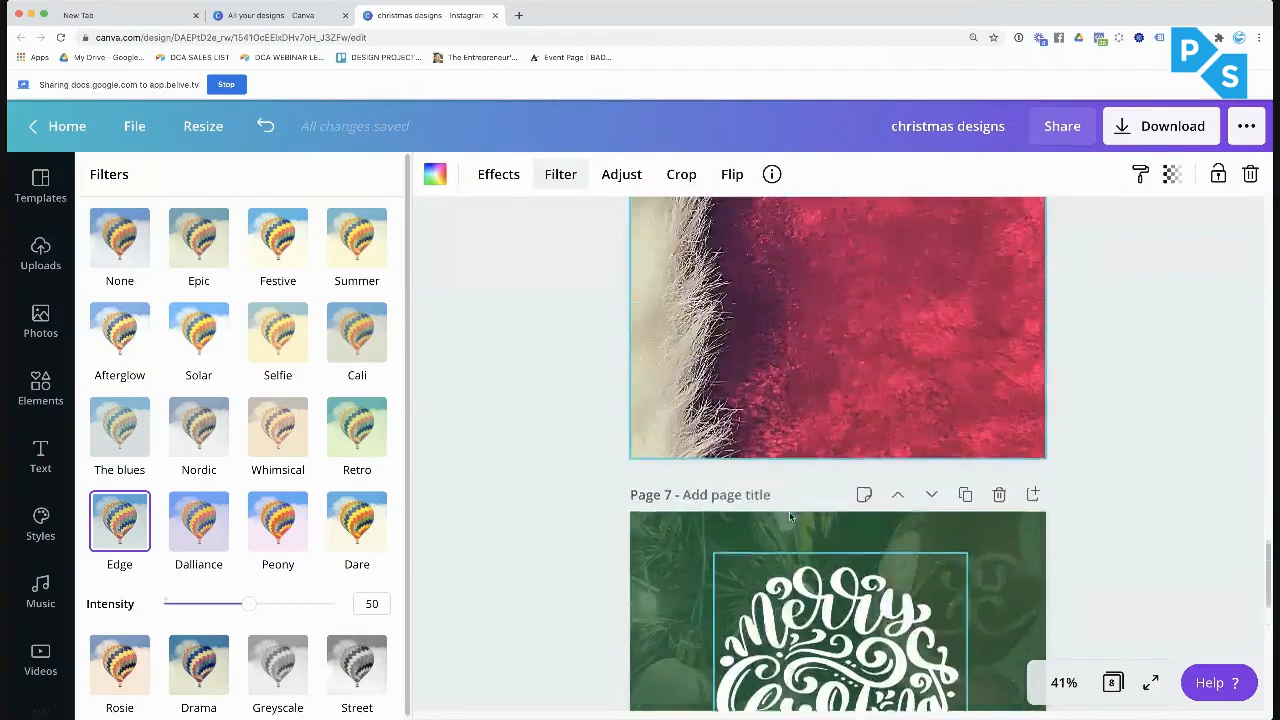 New Tab
All your designs - Canva
christmas designs - Instagram
canva.com/design/DAEPtD2e_rw/1541OcEEIxDHv7oH_J3ZFw/edit
Apps
My Drive - Google...
DCA SALES LIST
DCA WEBINAR LE...
DESIGN PROJECT...
The Entrepreneur'...
Event Page | BAD...
P
S
Sharing docs.google.com to app.belive.tv
Stop
Home
File
Resize
All changes saved
christmas designs
Share
Download
Templates
Uploads
Photos
Elements
Text
Styles
Music
Videos
Filters
None
Epic
Festive
Summer
Afterglow
Solar
Selfie
Cali
The blues
Nordic
Whimsical
Retro
Edge
Dalliance
Pony
Dare
Intensity
50
Rosie
Drama
Greyscale
Street
Effects
Filter
Adjust
Crop
Flip
Page 7 - Add page title
Merry
41%
8
Help ?